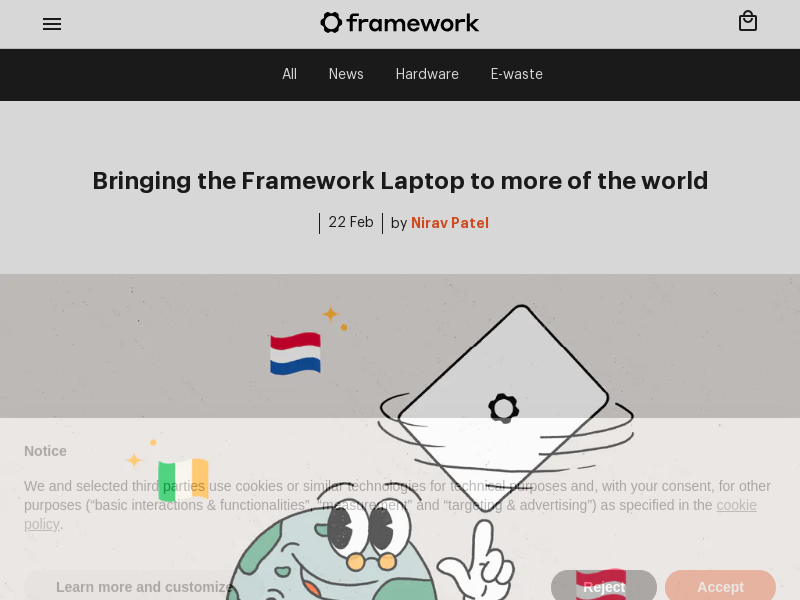 framework
All News Hardware E-waste
Bringing the Framework Laptop to more of the world
22 Feb by Nirav Patel
Notice
We and selected third parties use cookies or similar technologies for technical purposes and, with your consent, for other
purposes (“basic interactions & functionalities”, “measurement” and “targeting & advertising”) as specified in the cookie
policy.
Learn more and customize Reject Accept